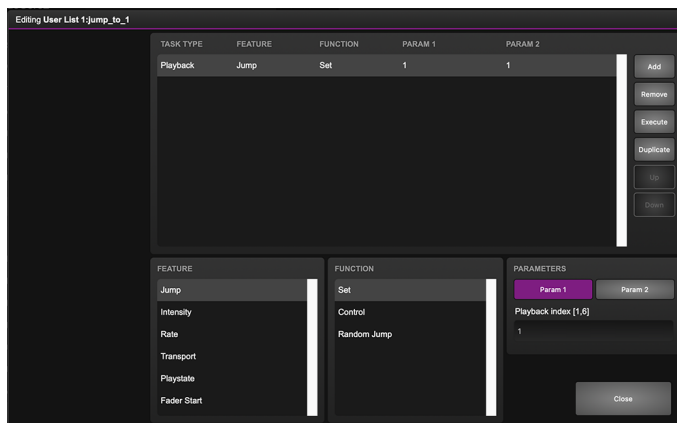 Editing User List 1:jump_to_1
TASK TYPE FEATURE FUNCTION PARAM 1 PARAM 2
Playback Jump Set 1 1
Add
Remove
Execute
Duplicate
Up
Down
FEATURE
Jump
Intensity
Rate
Transport
Playstate
Fader Start
FUNCTION
Set
Control
Random Jump
PARAMETERS
Param 1 Param 2
Playback index [1,6]
1
Close